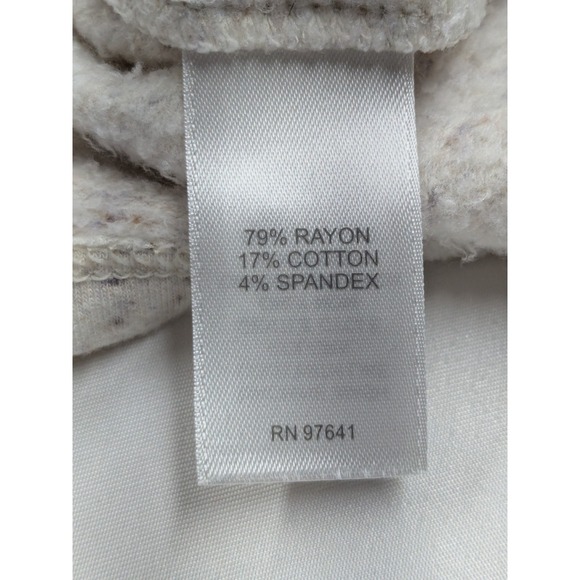 79% RAYON
17% COTTON
4% SPANDEX
RN 97641